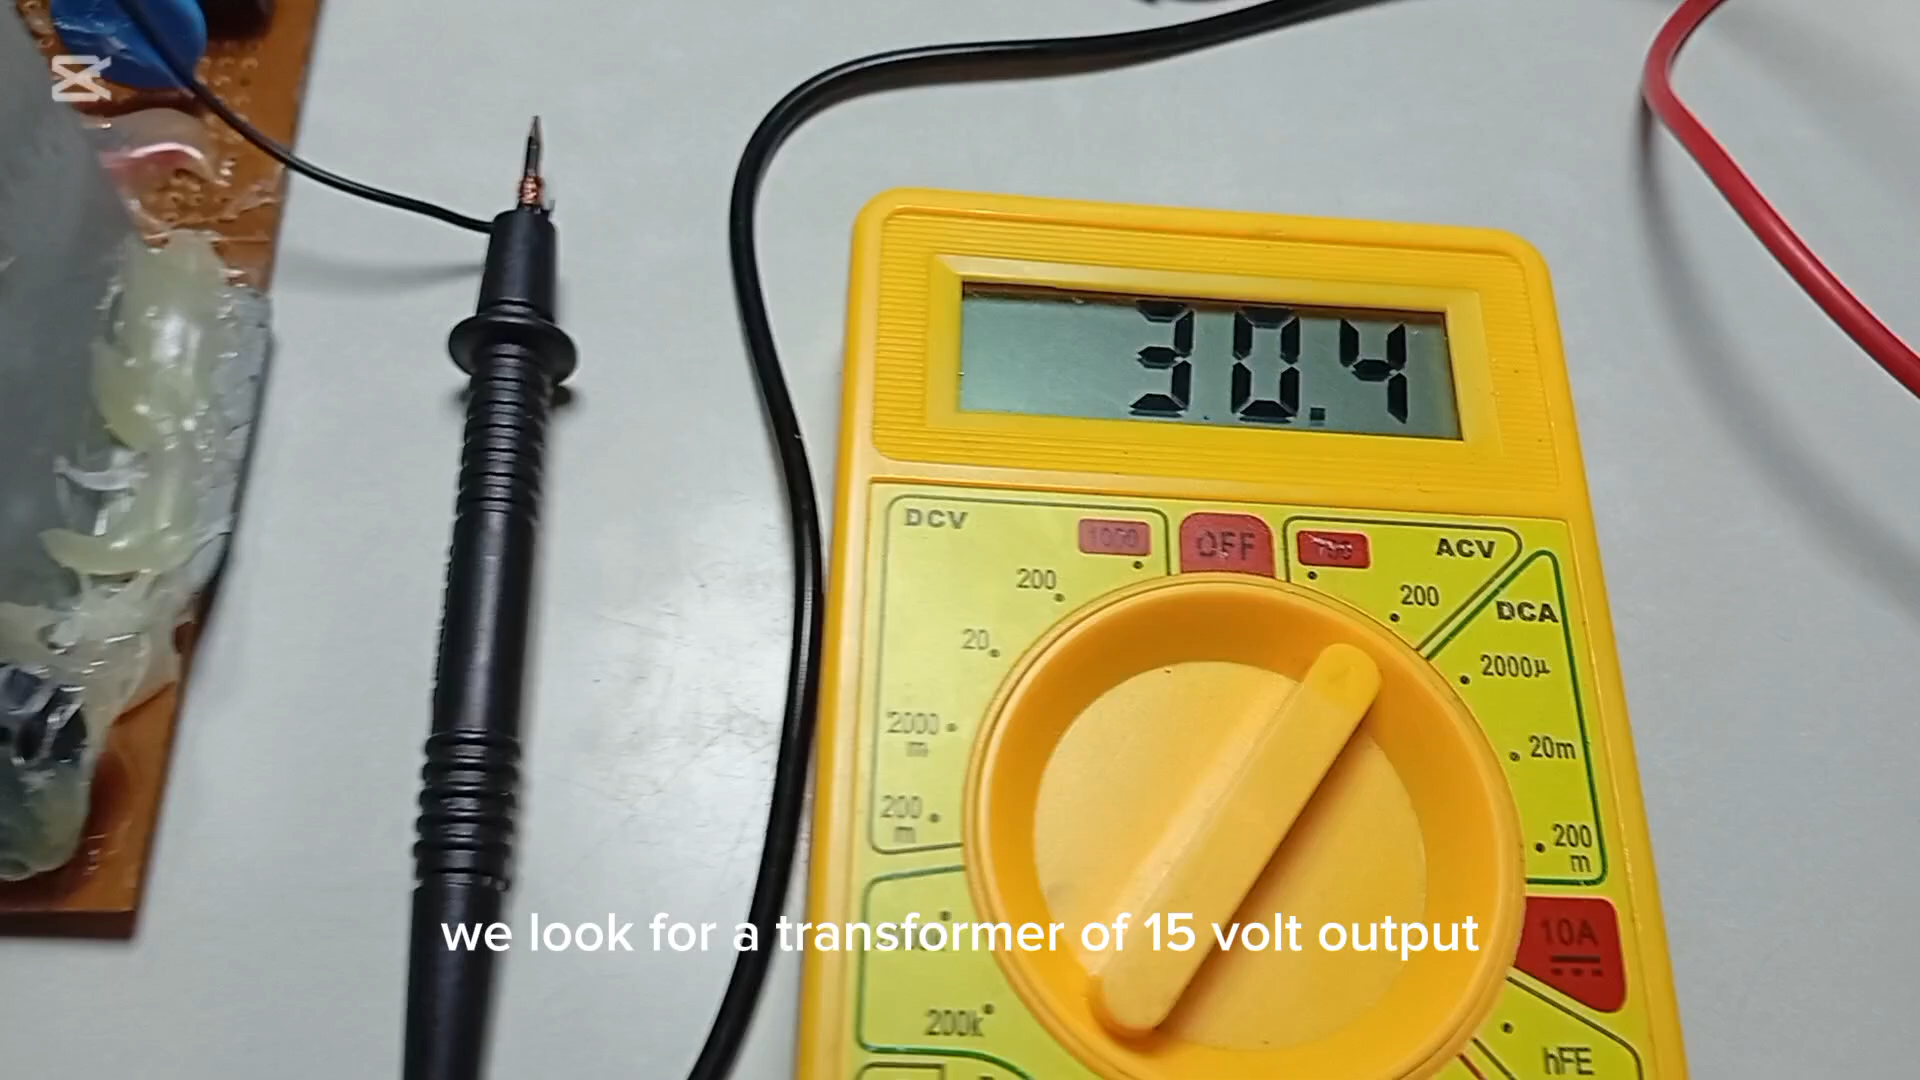 30.4
DCV
1000
OFF
ACV
200
200
DCA
20
2000µ
2000
m
20m
200
m
200
m
10A
we look for a transformer of 15 volt output
200k
hFE